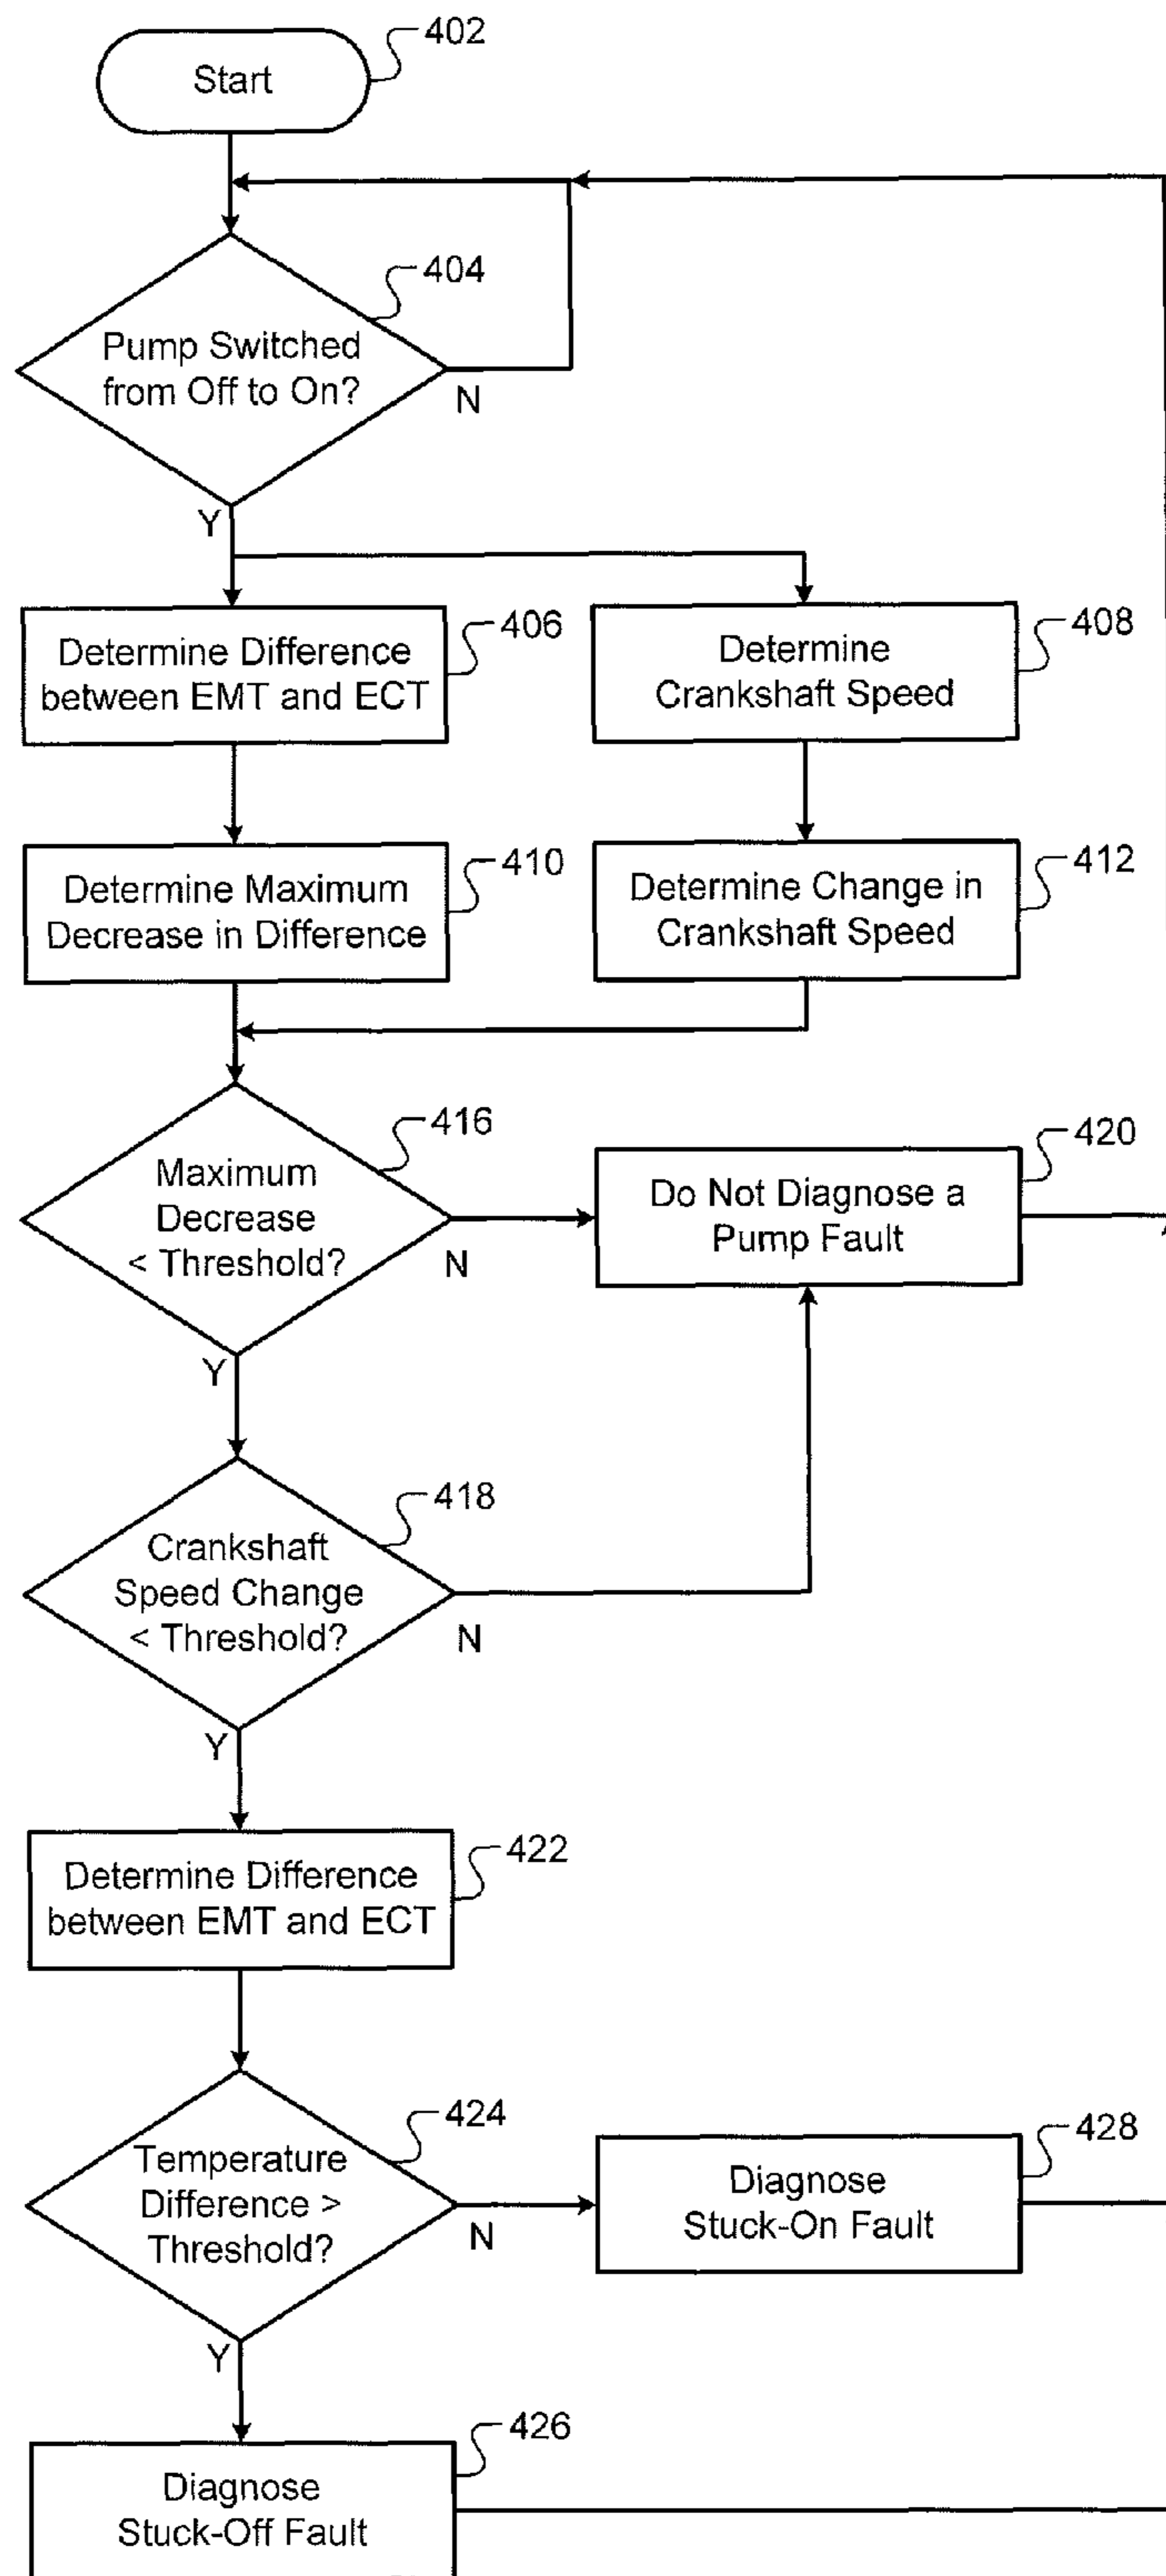 402
Start
404
Pump Switched
from Off to On?
N
Y
406
Determine Difference
between EMT and ECT
408
Determine
Crankshaft Speed
410
Determine Maximum
Decrease in Difference
412
Determine Change in
Crankshaft Speed
416
Maximum
Decrease
< Threshold?
N
Y
420
Do Not Diagnose a
Pump Fault
418
Crankshaft
Speed Change
< Threshold?
N
Y
422
Determine Difference
between EMT and ECT
424
Temperature
Difference >
Threshold?
N
Y
428
Diagnose
Stuck-On Fault
426
Diagnose
Stuck-Off Fault